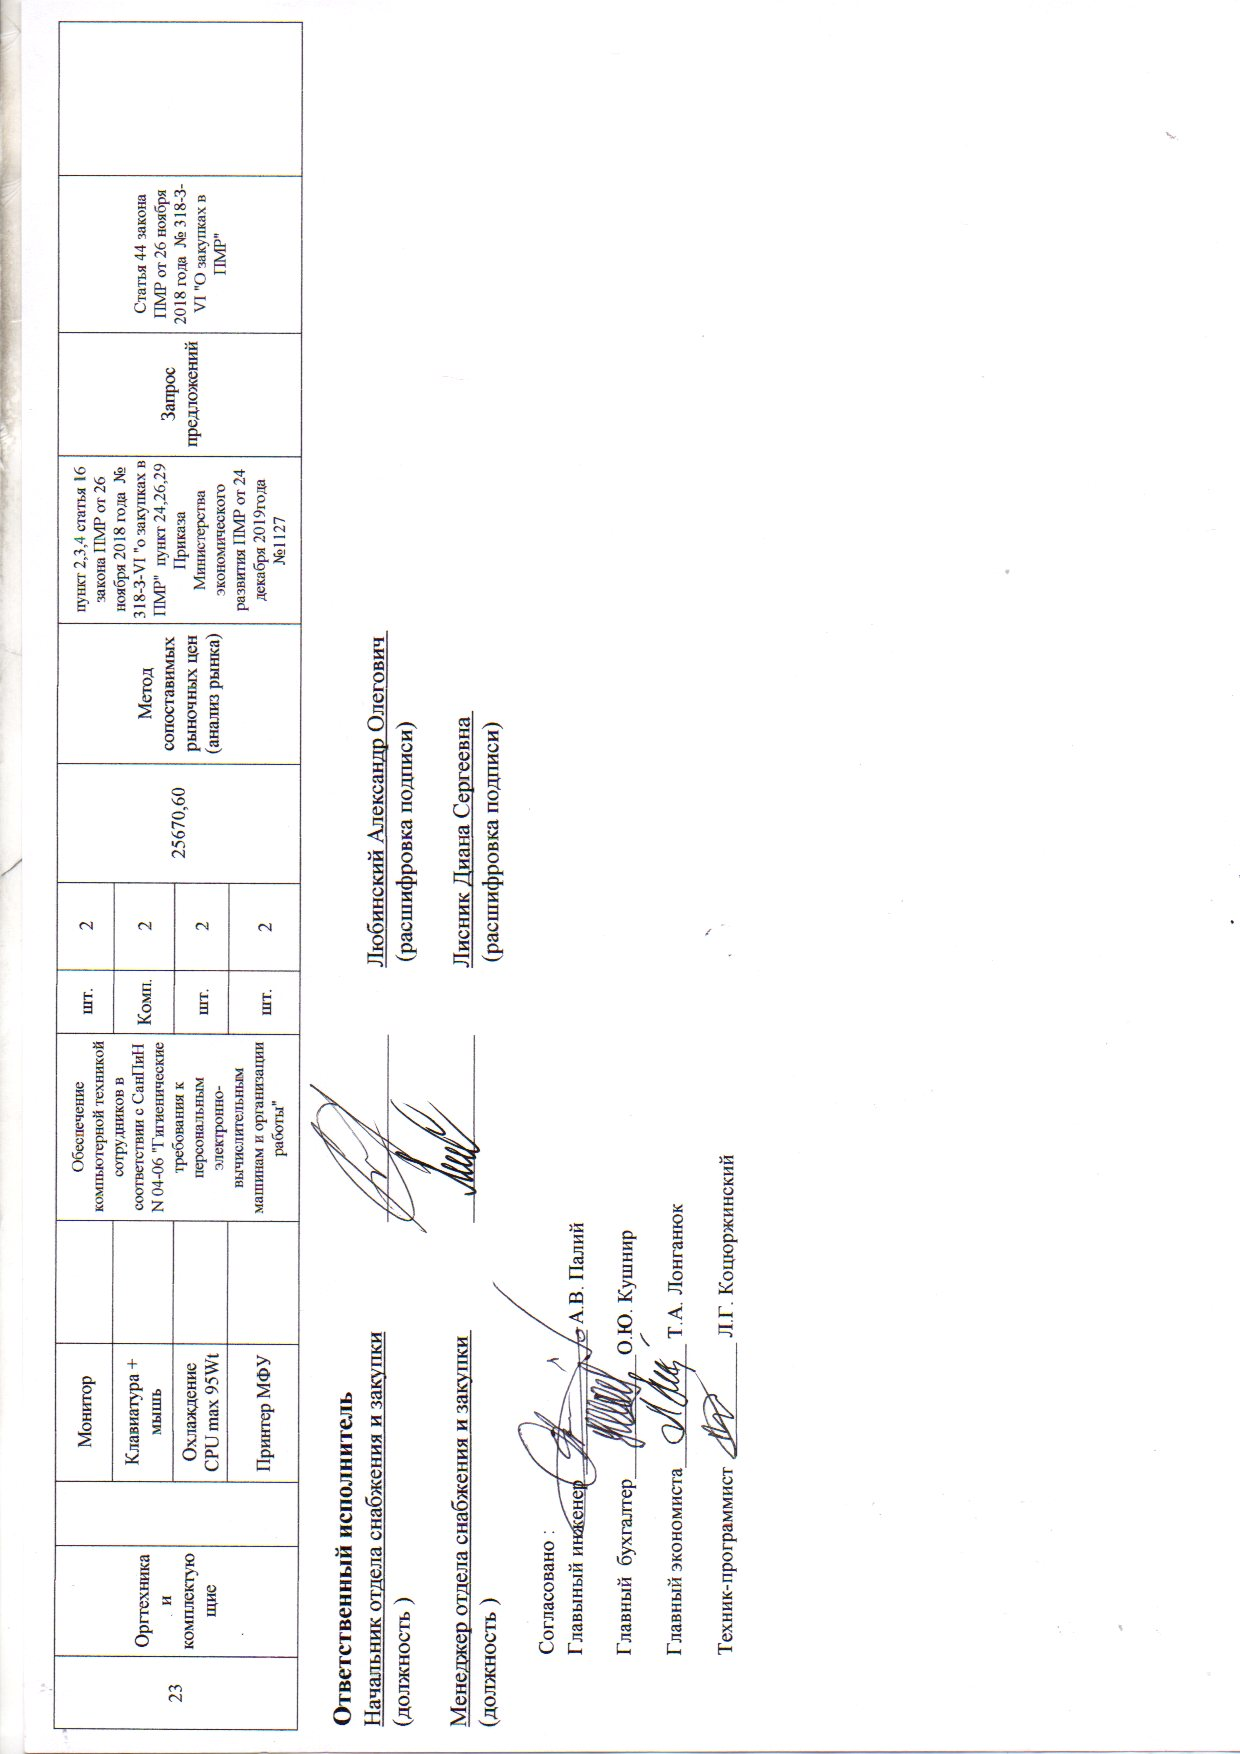 23
Оргтехника
и
комплектую
щие
Монитор
Клавиатура +
мышь
Охлаждение
CPU max 95Wt
Принтер МФУ
Обеспечение
компьютерной техникой
сотрудников в
соответствии с СанПиН
N 04-06 "Гигиенические
требования к
персональным
электронно-
вычислительным
машинам и организации
работы"
шт.
Комп.
шт.
шт.
2
2
2
2
25670,60
Метод
сопоставимых
рыночных цен
(анализ рынка)
пункт 2,3,4 статья 16
закона ПМР от 26
ноября 2018 года №
318-З-VI "о закупках в
ПМР" пункт 24,26,29
Приказа
Министерства
экономического
развития ПМР от 24
декабря 2019года
№1127
Запрос
предложений
Статья 44 закона
ПМР от 26 ноября
2018 года № 318-З-
VI "О закупках в
ПМР"
Ответственный исполнитель
Начальник отдела снабжения и закупки Любинский Александр Олегович
(должность ) (расшифровка подписи)
Менеджер отдела снабжения и закупки Лисник Диана Сергеевна
(должность ) (расшифровка подписи)
Согласовано :
Главыный инженер А.В. Палий
Главный бухгалтер О.Ю. Кушнир
Главный экономиста Т.А. Лонганюк
Техник-программист Л.Г. Коцюржинский